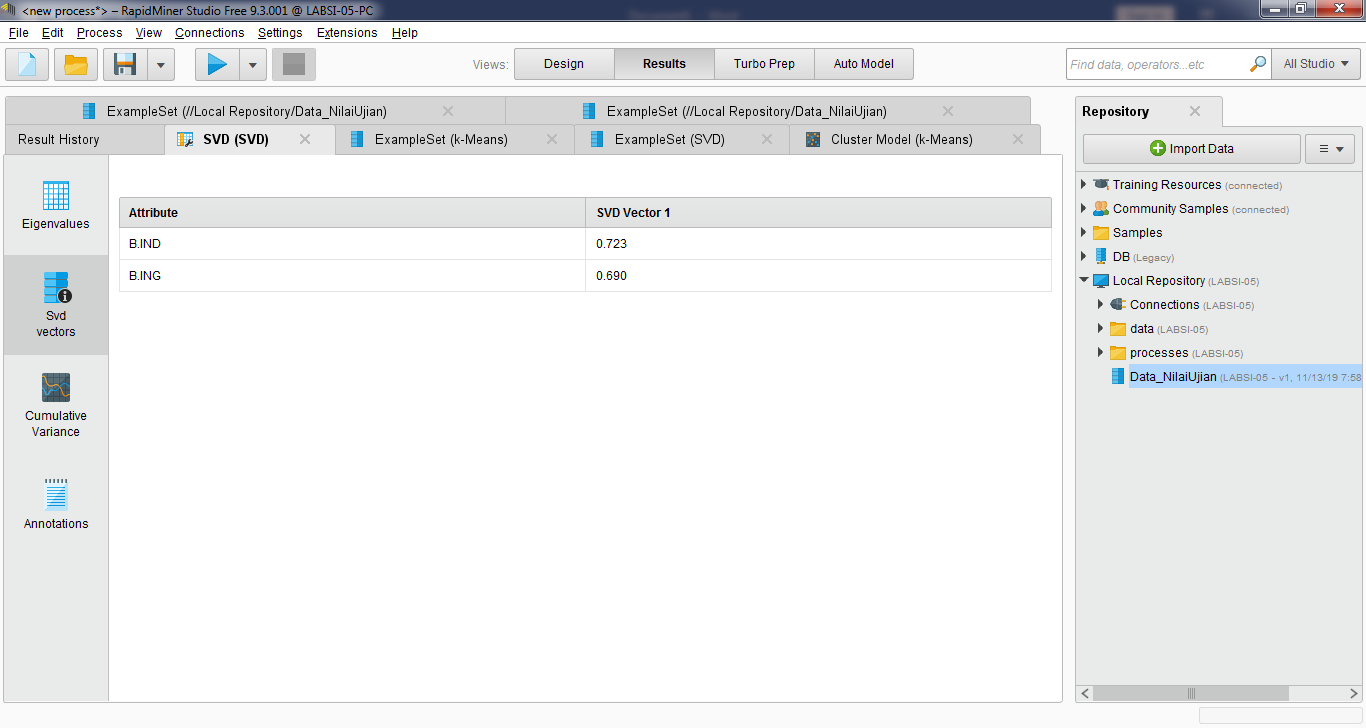 <new process*> – RapidMiner Studio Free 9.3.001 @ LABSI-05-PC
File Edit Process View Connections Settings Extensions Help
Views: Design Results Turbo Prep Auto Model
Find data, operators...etc
All Studio
ExampleSet (//Local Repository/Data_NilaiUjian)
ExampleSet (//Local Repository/Data_NilaiUjian)
Result History
SVD (SVD)
ExampleSet (k-Means)
ExampleSet (SVD)
Cluster Model (k-Means)
Eigenvalues
Svd
vectors
Cumulative
Variance
Annotations
Attribute SVD Vector 1
B.IND 0.723
B.ING 0.690
Repository
Import Data
Training Resources (connected)
Community Samples (connected)
Samples
DB (Legacy)
Local Repository (LABSI-05)
Connections (LABSI-05)
data (LABSI-05)
processes (LABSI-05)
Data_NilaiUjian (LABSI-05 - v1, 11/13/19 7:58